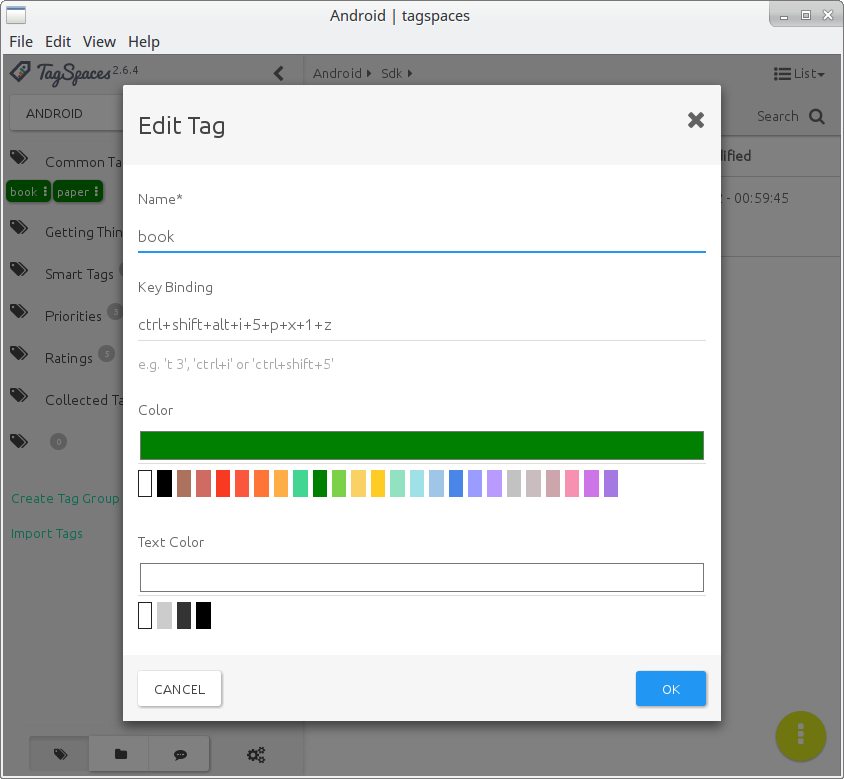 Android | tagspaces
File Edit View Help
TagSpaces 2.6.4
Android Sdk
List
ANDROID
Search
Edit Tag
Common Ta
ified
book paper
- 00:59:45
Name*
book
Getting Thin
Smart Tags
Key Binding
Priorities 3
ctrl+shift+alt+i+5+p+x+1+z
Ratings 5
e.g. 't 3', 'ctrl+i' or 'ctrl+shift+5'
Collected Ta
Color
0
Create Tag Group
Import Tags
Text Color
CANCEL
OK